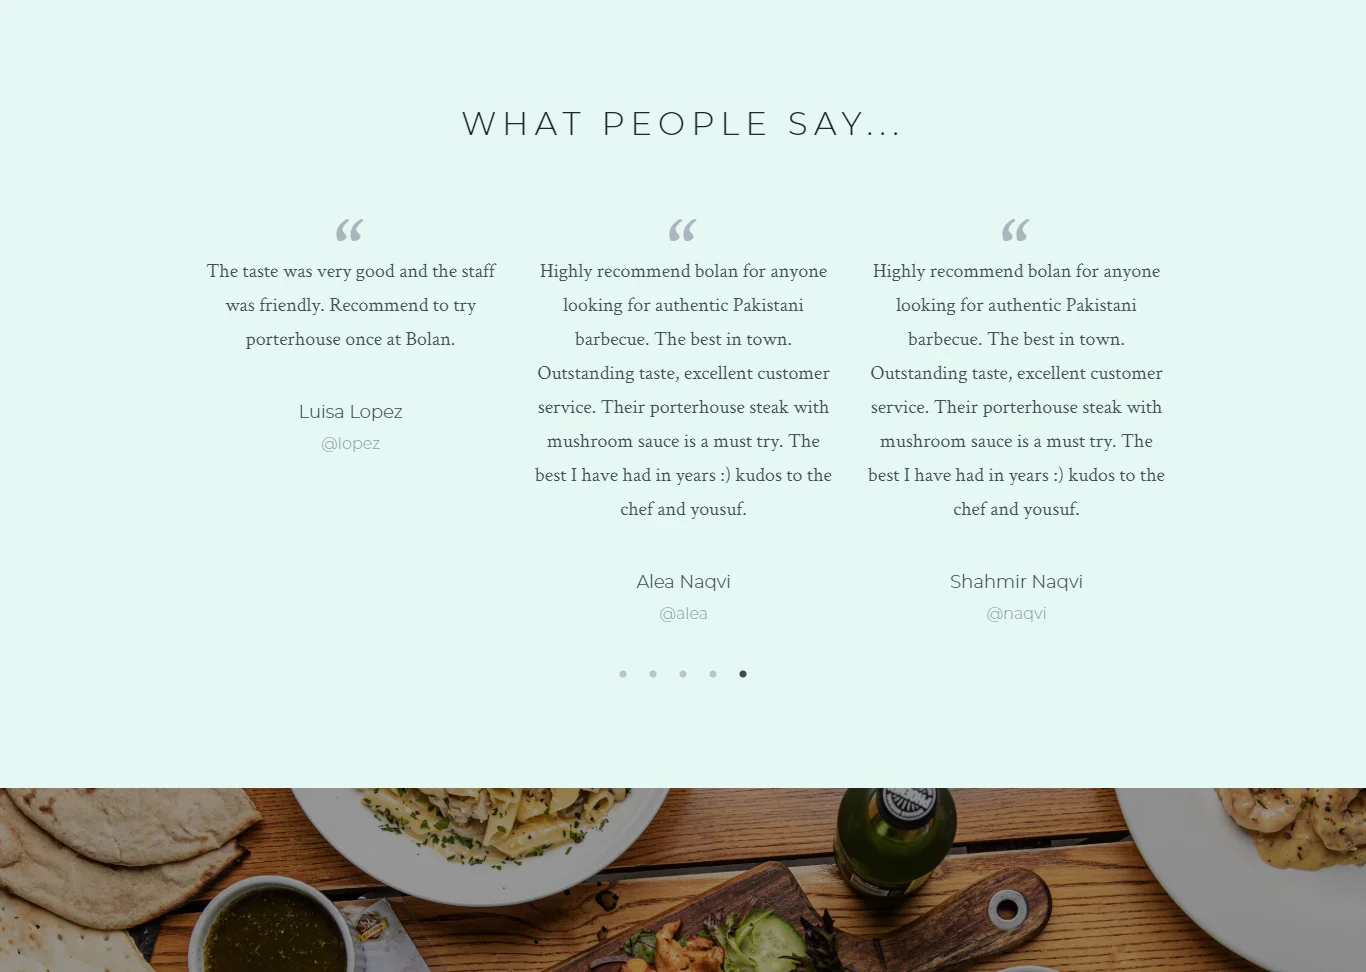 WHAT PEOPLE SAY...
“
The taste was very good and the staff
was friendly. Recommend to try
porterhouse once at Bolan.
Luisa Lopez
@lopez
“
Highly recommend bolan for anyone
looking for authentic Pakistani
barbecue. The best in town.
Outstanding taste, excellent customer
service. Their porterhouse steak with
mushroom sauce is a must try. The
best I have had in years :) kudos to the
chef and yousuf.
Alea Naqvi
@alea
“
Highly recommend bolan for anyone
looking for authentic Pakistani
barbecue. The best in town.
Outstanding taste, excellent customer
service. Their porterhouse steak with
mushroom sauce is a must try. The
best I have had in years :) kudos to the
chef and yousuf.
Shahmir Naqvi
@naqvi